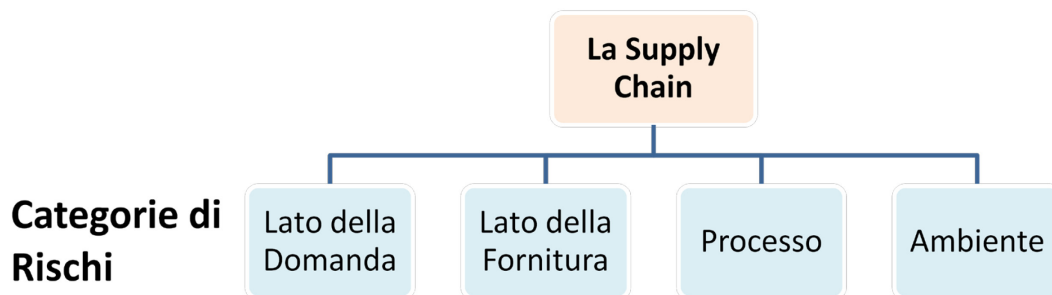 La Supply
Chain
Categorie di
Rischi
Lato della
Domanda
Lato della
Fornitura
Processo
Ambiente